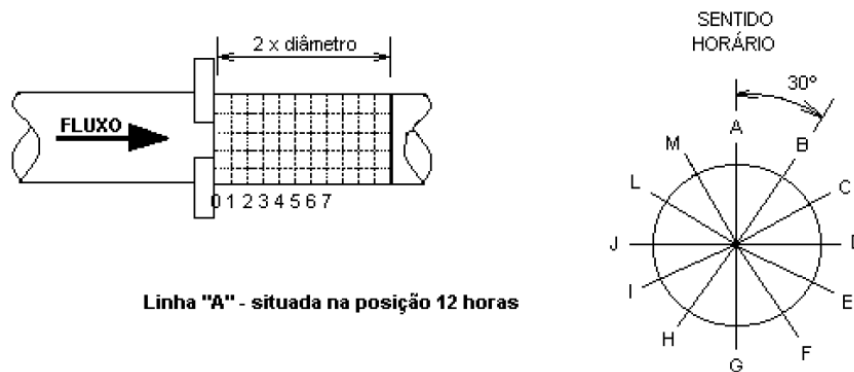 2 x diâmetro
FLUXO
0 1 2 3 4 5 6 7
Linha "A" - situada na posição 12 horas
SENTIDO
HORÁRIO
30º
A
B
C
D
E
F
G
H
I
J
L
M